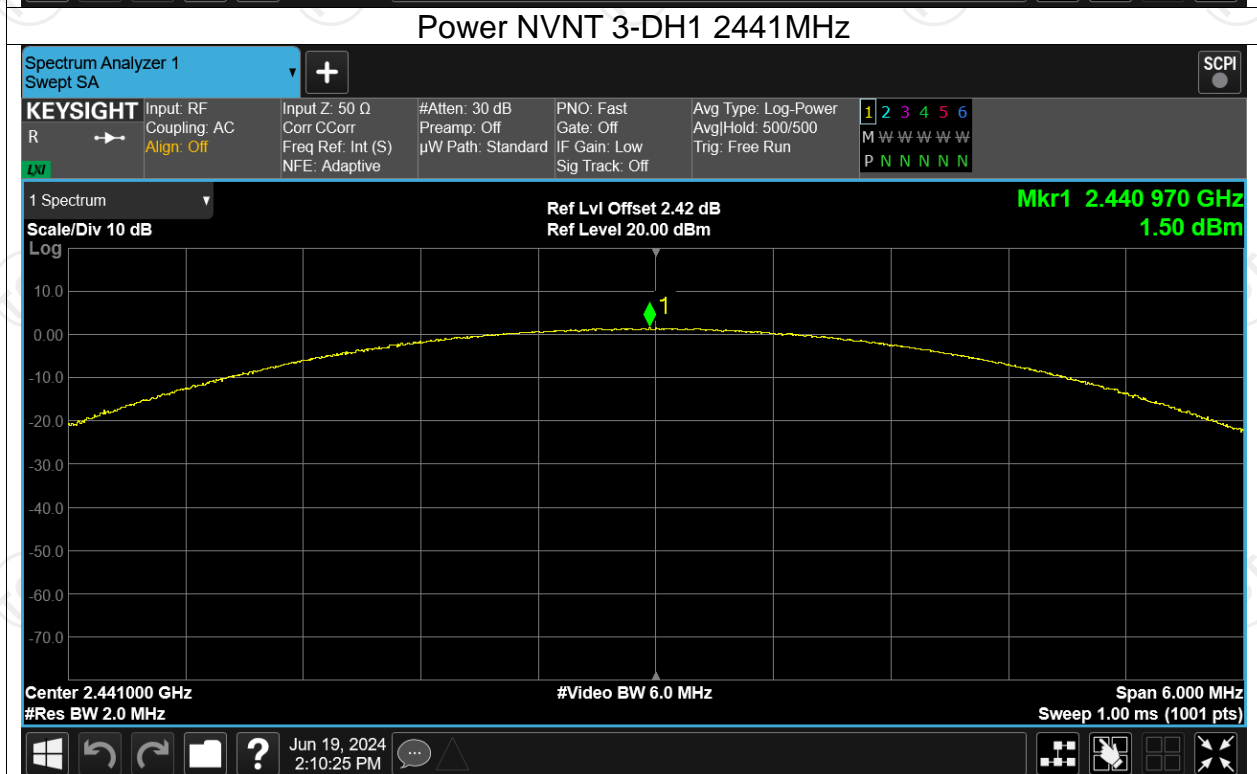 Power NVNT 3-DH1 2441MHz
Spectrum Analyzer 1
Swept SA
SCPI
KEYSIGHT
R
LXI
Input: RF
Coupling: AC
Align: Off
Input Z: 50 Ω
Corr CCorr
Freq Ref: Int (S)
NFE: Adaptive
#Atten: 30 dB
Preamp: Off
µW Path: Standard
PNO: Fast
Gate: Off
IF Gain: Low
Sig Track: Off
Avg Type: Log-Power
Avg|Hold: 500/500
Trig: Free Run
1 2 3 4 5 6
M W W W W W
P N N N N N
1 Spectrum
Scale/Div 10 dB
Log
Ref Lvl Offset 2.42 dB
Ref Level 20.00 dBm
Mkr1 2.440 970 GHz
1.50 dBm
1
10.0
0.00
-10.0
-20.0
-30.0
-40.0
-50.0
-60.0
-70.0
Center 2.441000 GHz
#Video BW 6.0 MHz
Span 6.000 MHz
#Res BW 2.0 MHz
Sweep 1.00 ms (1001 pts)
?
Jun 19, 2024
2:10:25 PM